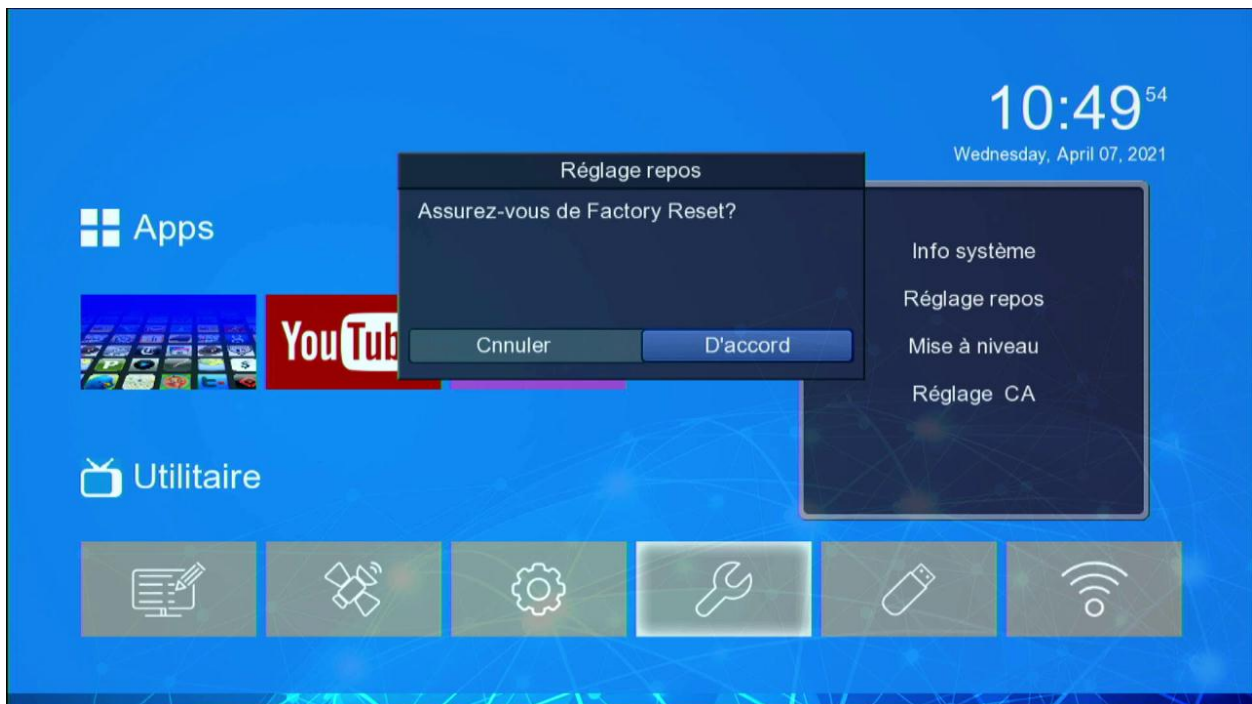 10:49 54
Wednesday, April 07, 2021
Réglage repos
Assurez-vous de Factory Reset?
Cnnuler
D'accord
Apps
YouTub
Info système
Réglage repos
Mise à niveau
Réglage CA
Utilitaire